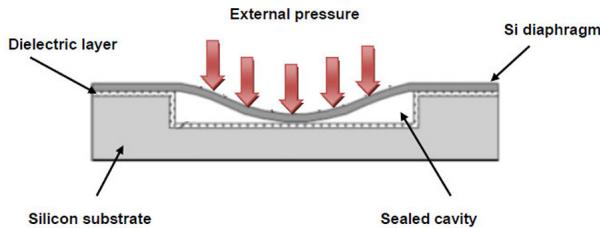 External pressure
Si diaphragm
Dielectric layer
Silicon substrate
Sealed cavity